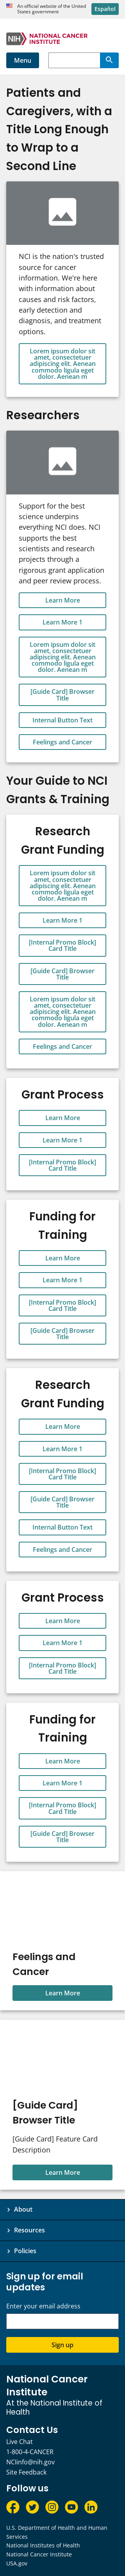 An official website of the United
States government
Español
NIH NATIONAL CANCER
INSTITUTE
Menu
Patients and
Caregivers, with a
Title Long Enough
to Wrap to a
Second Line
NCI is the nation's trusted
source for cancer
information. We're here
with information about
causes and risk factors,
early detection and
diagnosis, and treatment
options.
Lorem ipsum dolor sit
amet, consectetuer
adipiscing elit. Aenean
commodo ligula eget
dolor. Aenean m
Researchers
Support for the best
science underpins
everything NCI does. NCI
supports the best
scientists and research
projects through a
rigorous grant application
and peer review process.
Learn More
Learn More 1
Lorem ipsum dolor sit
amet, consectetuer
adipiscing elit. Aenean
commodo ligula eget
dolor. Aenean m
[Guide Card] Browser
Title
Internal Button Text
Feelings and Cancer
Your Guide to NCI
Grants & Training
Research
Grant Funding
Lorem ipsum dolor sit
amet, consectetuer
adipiscing elit. Aenean
commodo ligula eget
dolor. Aenean m
Learn More 1
[Internal Promo Block]
Card Title
[Guide Card] Browser
Title
Lorem ipsum dolor sit
amet, consectetuer
adipiscing elit. Aenean
commodo ligula eget
dolor. Aenean m
Feelings and Cancer
Grant Process
Learn More
Learn More 1
[Internal Promo Block]
Card Title
Funding for
Training
Learn More
Learn More 1
[Internal Promo Block]
Card Title
[Guide Card] Browser
Title
Research
Grant Funding
Learn More
Learn More 1
[Internal Promo Block]
Card Title
[Guide Card] Browser
Title
Internal Button Text
Feelings and Cancer
Grant Process
Learn More
Learn More 1
[Internal Promo Block]
Card Title
Funding for
Training
Learn More
Learn More 1
[Internal Promo Block]
Card Title
[Guide Card] Browser
Title
Feelings and
Cancer
Learn More
[Guide Card]
Browser Title
[Guide Card] Feature Card
Description
Learn More
About
Resources
Policies
Sign up for email
updates
Enter your email address
Sign up
National Cancer
Institute
At the National Institute of
Health
Contact Us
Live Chat
1-800-4-CANCER
NCIinfo@nih.gov
Site Feedback
Follow us
U.S. Department of Health and Human
Services
National Institutes of Health
National Cancer Institute
USA.gov